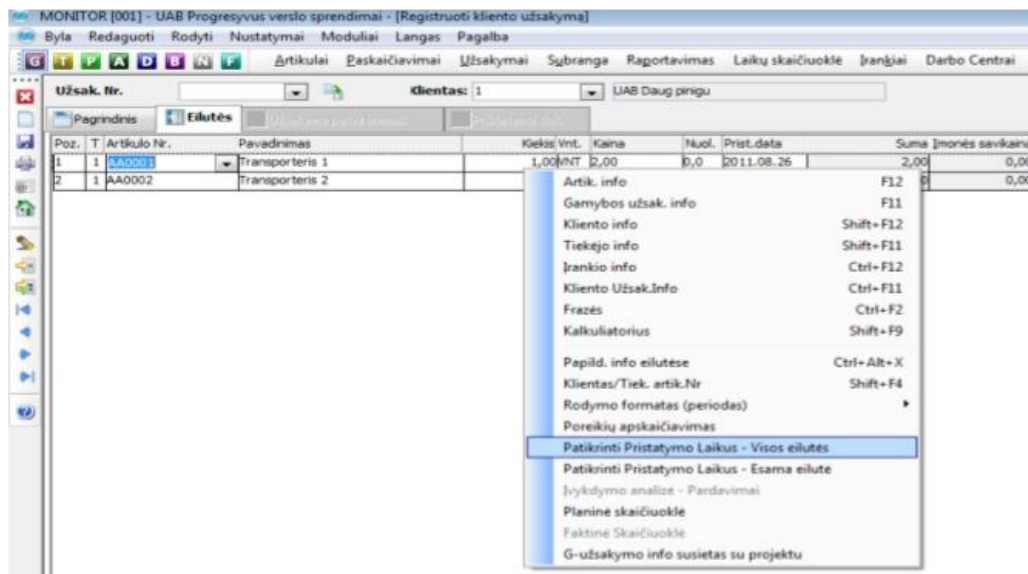 MONITOR [001] - UAB Progresyvus verslo sprendimai - [Registruoti kliento užsakymą]
Byla Redaguoti Rodyti Nustatymai Moduliai Langas Pagalba
G T P A D B N F Artikulai Paskaičiavimai Užsakymai Subranga Raportavimas Laikų skaičiuoklė Įrankiai Darbo Centrai
Užsak. Nr. Klientas: 1 UAB Daug pinigu
Pagrindinis Eilutės
Poz. T Artikulo Nr. Pavadinimas Kiekis Vnt. Kaina Nuol. Prist.data Suma Įmonės savikaina
1 1 AA0001 Transporteris 1 1,00 VNT 2,00 0,0 2011.08.26 2,00 0,00
2 1 AA0002 Transporteris 2 0,00
Artik. info F12
Gamybos užsak. info F11
Kliento info Shift+F12
Tiekėjo info Shift+F11
Įrankio info Ctrl+F12
Kliento Užsak.Info Ctrl+F11
Frazės Ctrl+F2
Kalkuliatorius Shift+F9
Papild. info eilutėse Ctrl+Alt+X
Klientas/Tiek. artik.Nr Shift+F4
Rodymo formatas (periodas)
Poreikių apskaičiavimas
Patikrinti Pristatymo Laikus - Visos eilutės
Patikrinti Pristatymo Laikus - Esama eilutė
Įvykdymo analizė - Pardavimai
Planinė skaičiuoklė
Faktinė Skaičiuoklė
G-užsakymo info susietas su projektu